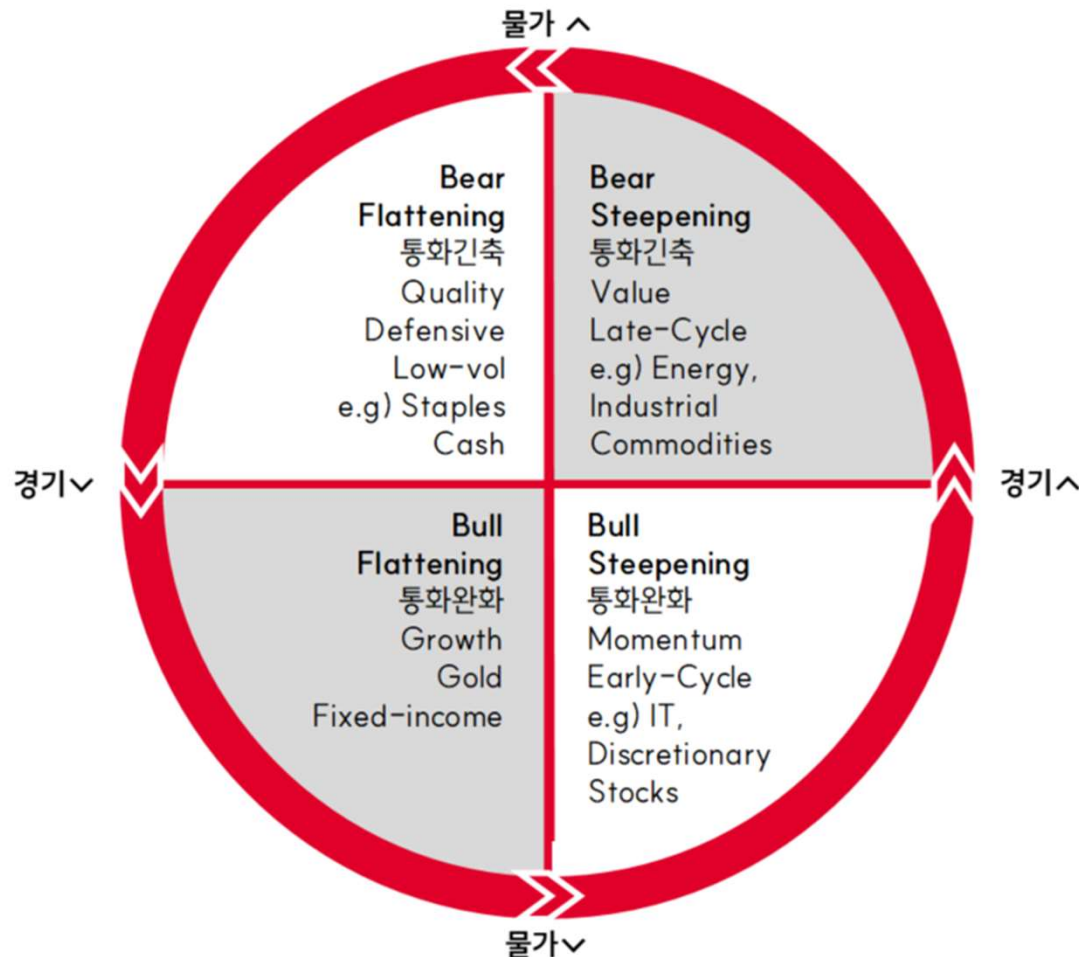 물가 ^
Bear
Flattening
통화긴축
Quality
Defensive
Low-vol
e.g) Staples
Cash
Bear
Steepening
통화긴축
Value
Late-Cycle
e.g) Energy,
Industrial
Commodities
경기∨
경기^
Bull
Flattening
통화완화
Growth
Gold
Fixed-income
Bull
Steepening
통화완화
Momentum
Early-Cycle
e.g) IT,
Discretionary
Stocks
물가∨